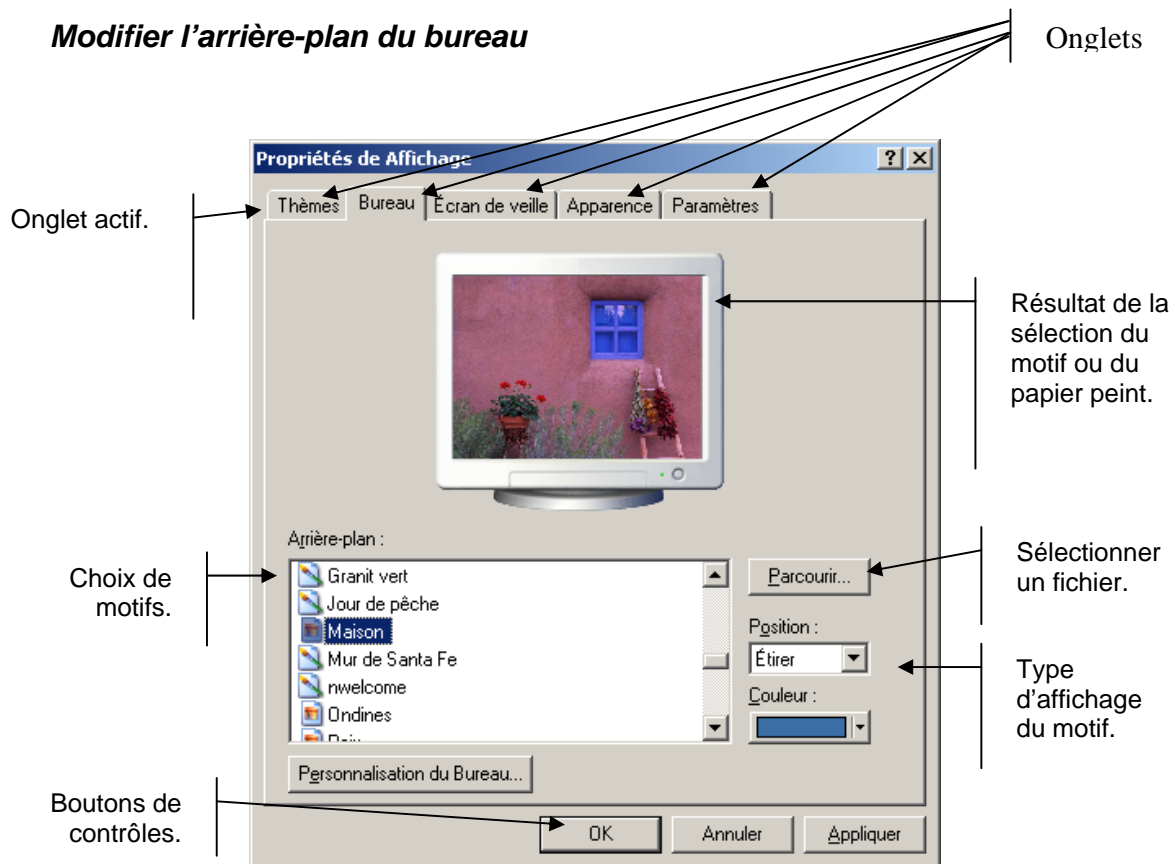 Modifier l'arrière-plan du bureau
Onglets
Propriétés de Affichage
Thèmes Bureau Écran de veille Apparence Paramètres
Onglet actif.
Résultat de la
sélection du
motif ou du
papier peint.
Arrière-plan :
Choix de
motifs.
Granit vert
Jour de pêche
Maison
Mur de Santa Fe
nwelcome
Ondines
Parcourir...
Sélectionner
un fichier.
Position :
Étirer
Couleur :
Type
d'affichage
du motif.
Personnalisation du Bureau...
Boutons de
contrôles.
OK Annuler Appliquer